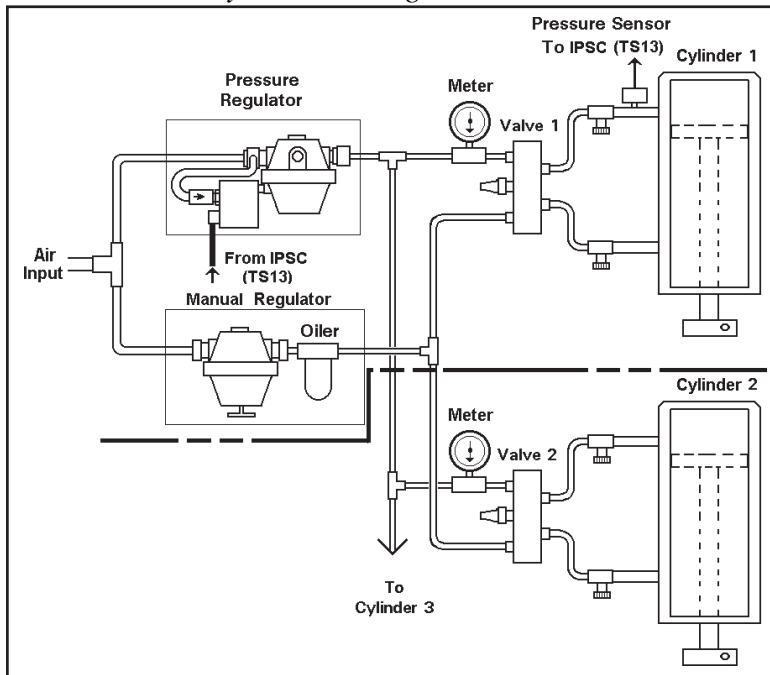 Pressure Sensor
To IPSC (TS13)
Cylinder 1
Pressure
Regulator
Meter
Valve 1
Air
Input
From IPSC
(TS13)
Manual Regulator
Oiler
Cylinder 2
Meter
Valve 2
To
Cylinder 3